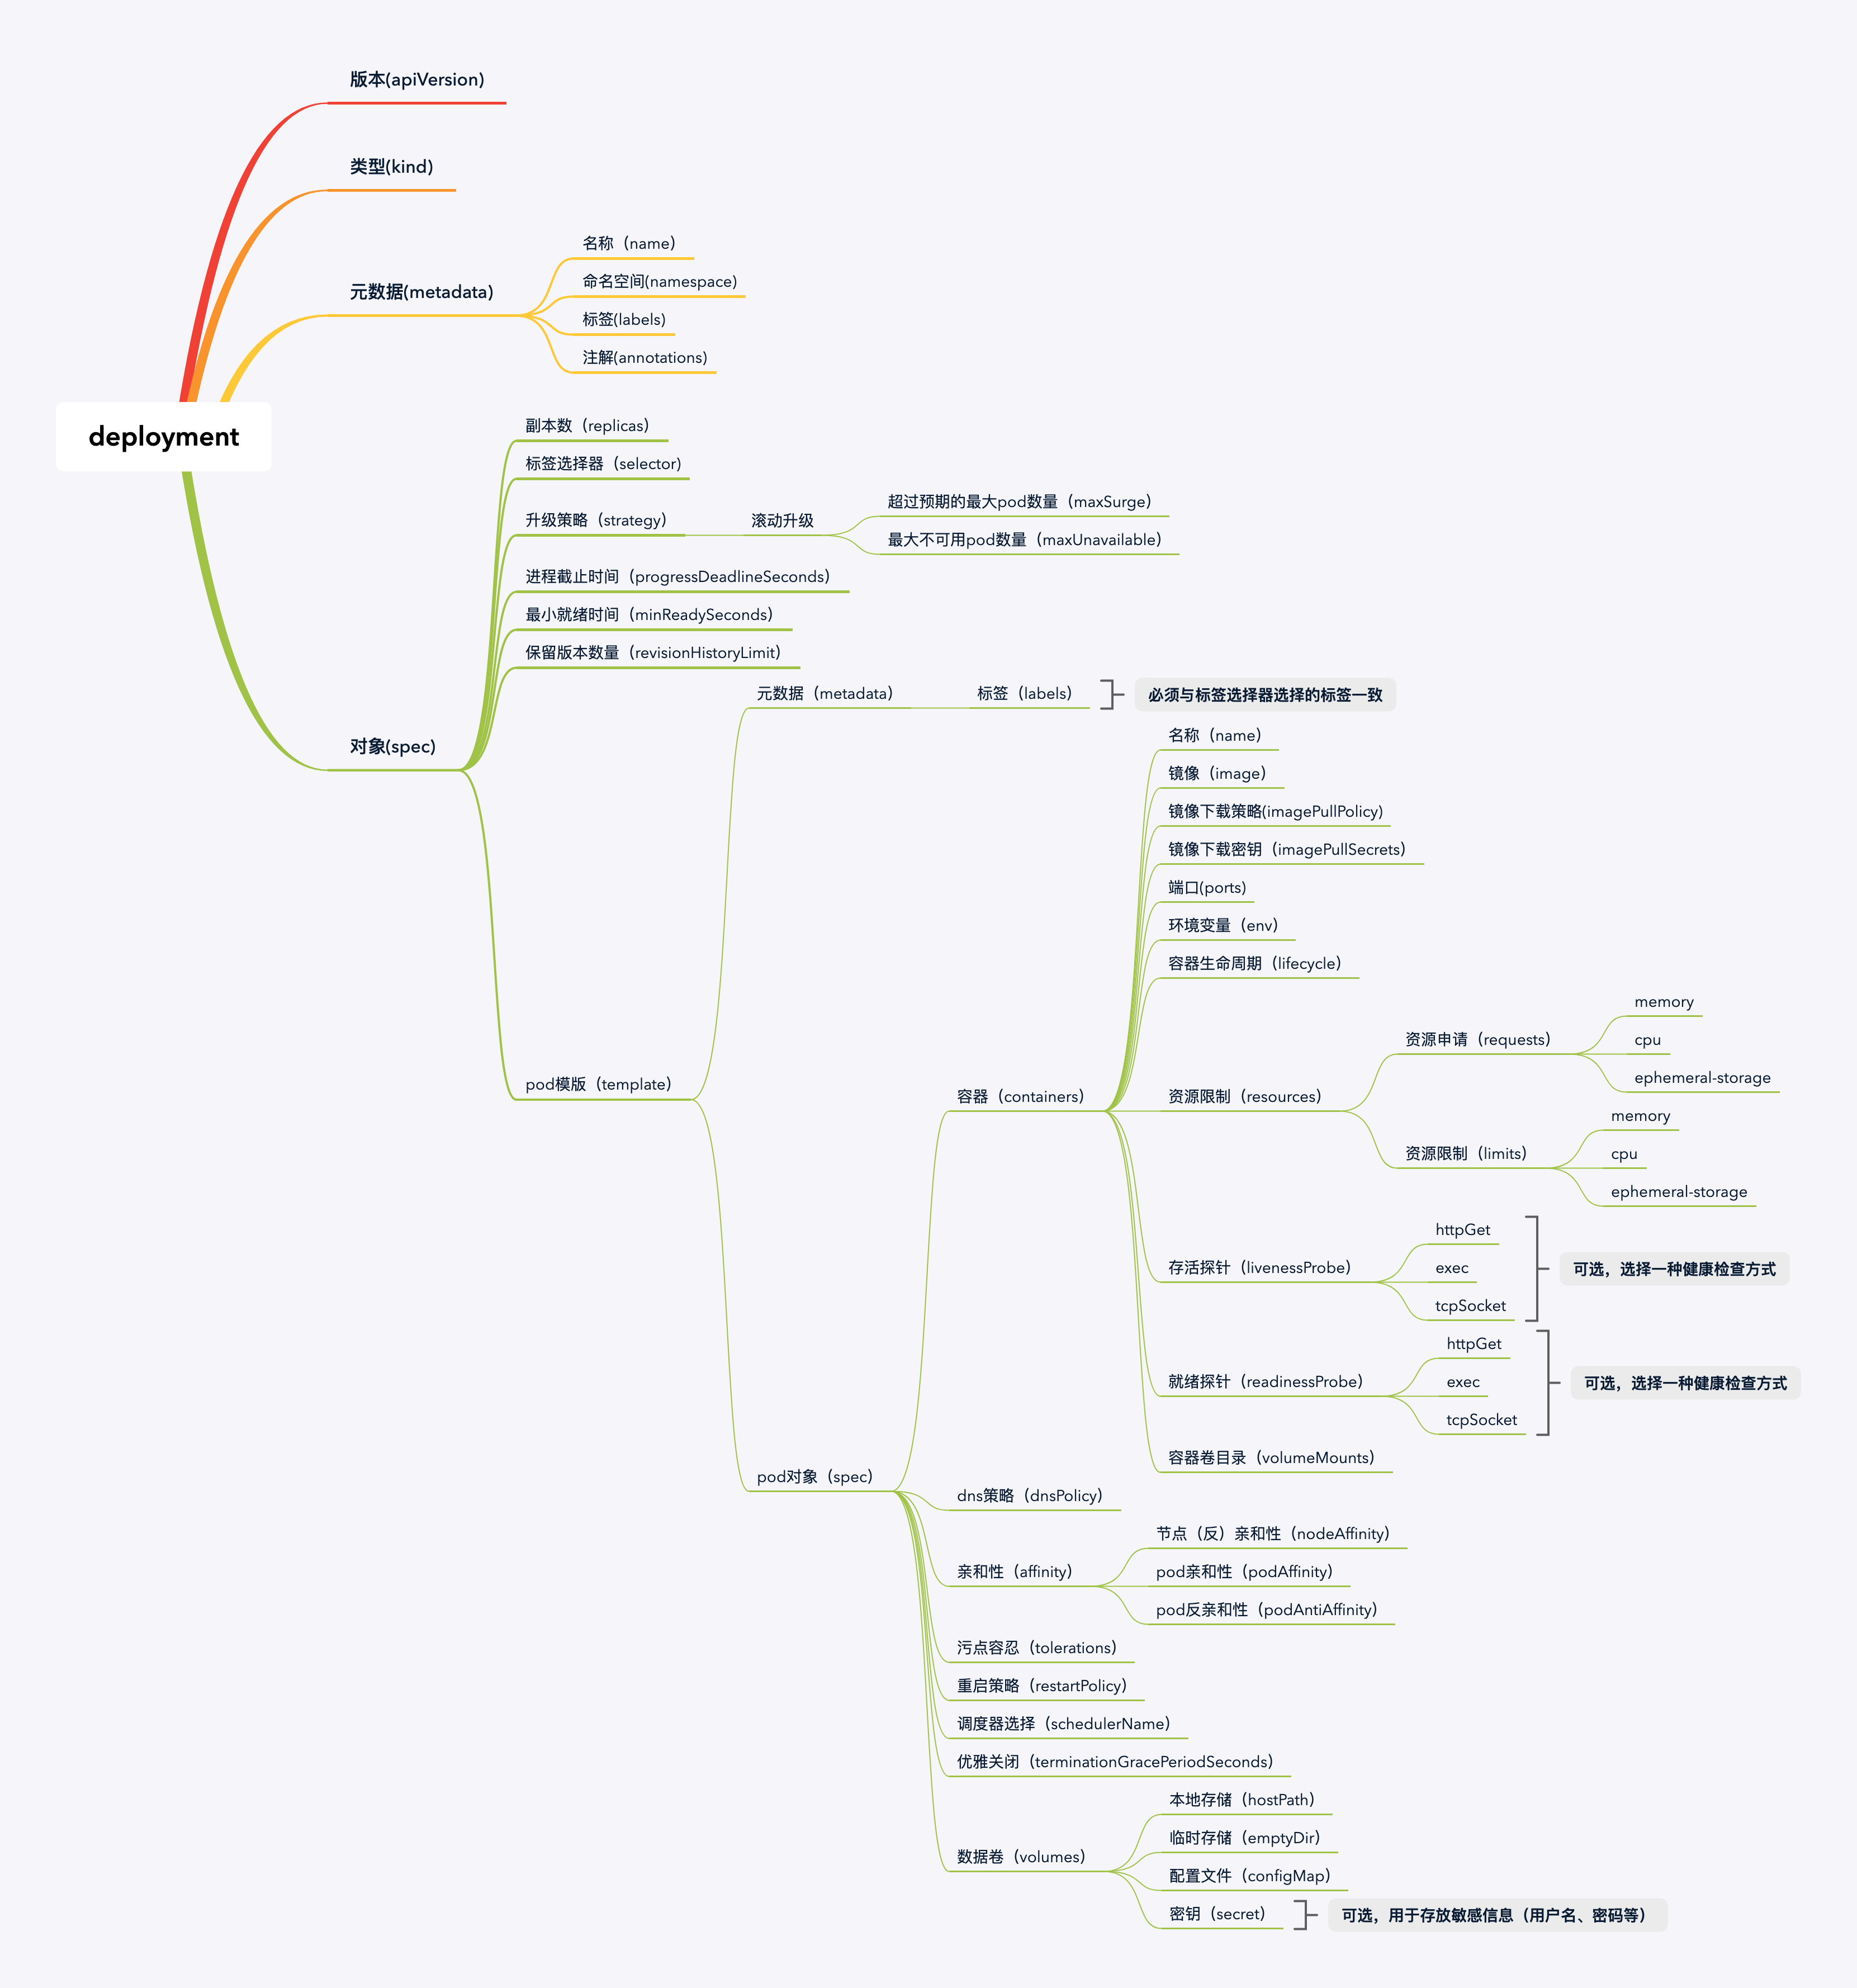 deployment
版本(apiVersion)
类型(kind)
元数据(metadata)
名称（name）
命名空间(namespace)
标签(labels)
注解(annotations)
对象(spec)
副本数（replicas）
标签选择器（selector）
升级策略（strategy）
滚动升级
超过预期的最大pod数量（maxSurge）
最大不可用pod数量（maxUnavailable）
进程截止时间（progressDeadlineSeconds）
最小就绪时间（minReadySeconds）
保留版本数量（revisionHistoryLimit）
pod模版（template）
元数据（metadata）
标签（labels）
必须与标签选择器选择的标签一致
pod对象（spec）
容器（containers）
名称（name）
镜像（image）
镜像下载策略(imagePullPolicy)
镜像下载密钥（imagePullSecrets）
端口(ports)
环境变量（env）
容器生命周期（lifecycle）
资源限制（resources）
资源申请（requests）
memory
cpu
ephemeral-storage
资源限制（limits）
memory
cpu
ephemeral-storage
存活探针（livenessProbe）
httpGet
exec
tcpSocket
可选，选择一种健康检查方式
就绪探针（readinessProbe）
httpGet
exec
tcpSocket
可选，选择一种健康检查方式
容器卷目录（volumeMounts）
dns策略（dnsPolicy）
亲和性（affinity）
节点（反）亲和性（nodeAffinity）
pod亲和性（podAffinity）
pod反亲和性（podAntiAffinity）
污点容忍（tolerations）
重启策略（restartPolicy）
调度器选择（schedulerName）
优雅关闭（terminationGracePeriodSeconds）
数据卷（volumes）
本地存储（hostPath）
临时存储（emptyDir）
配置文件（configMap）
密钥（secret）
可选，用于存放敏感信息（用户名、密码等）